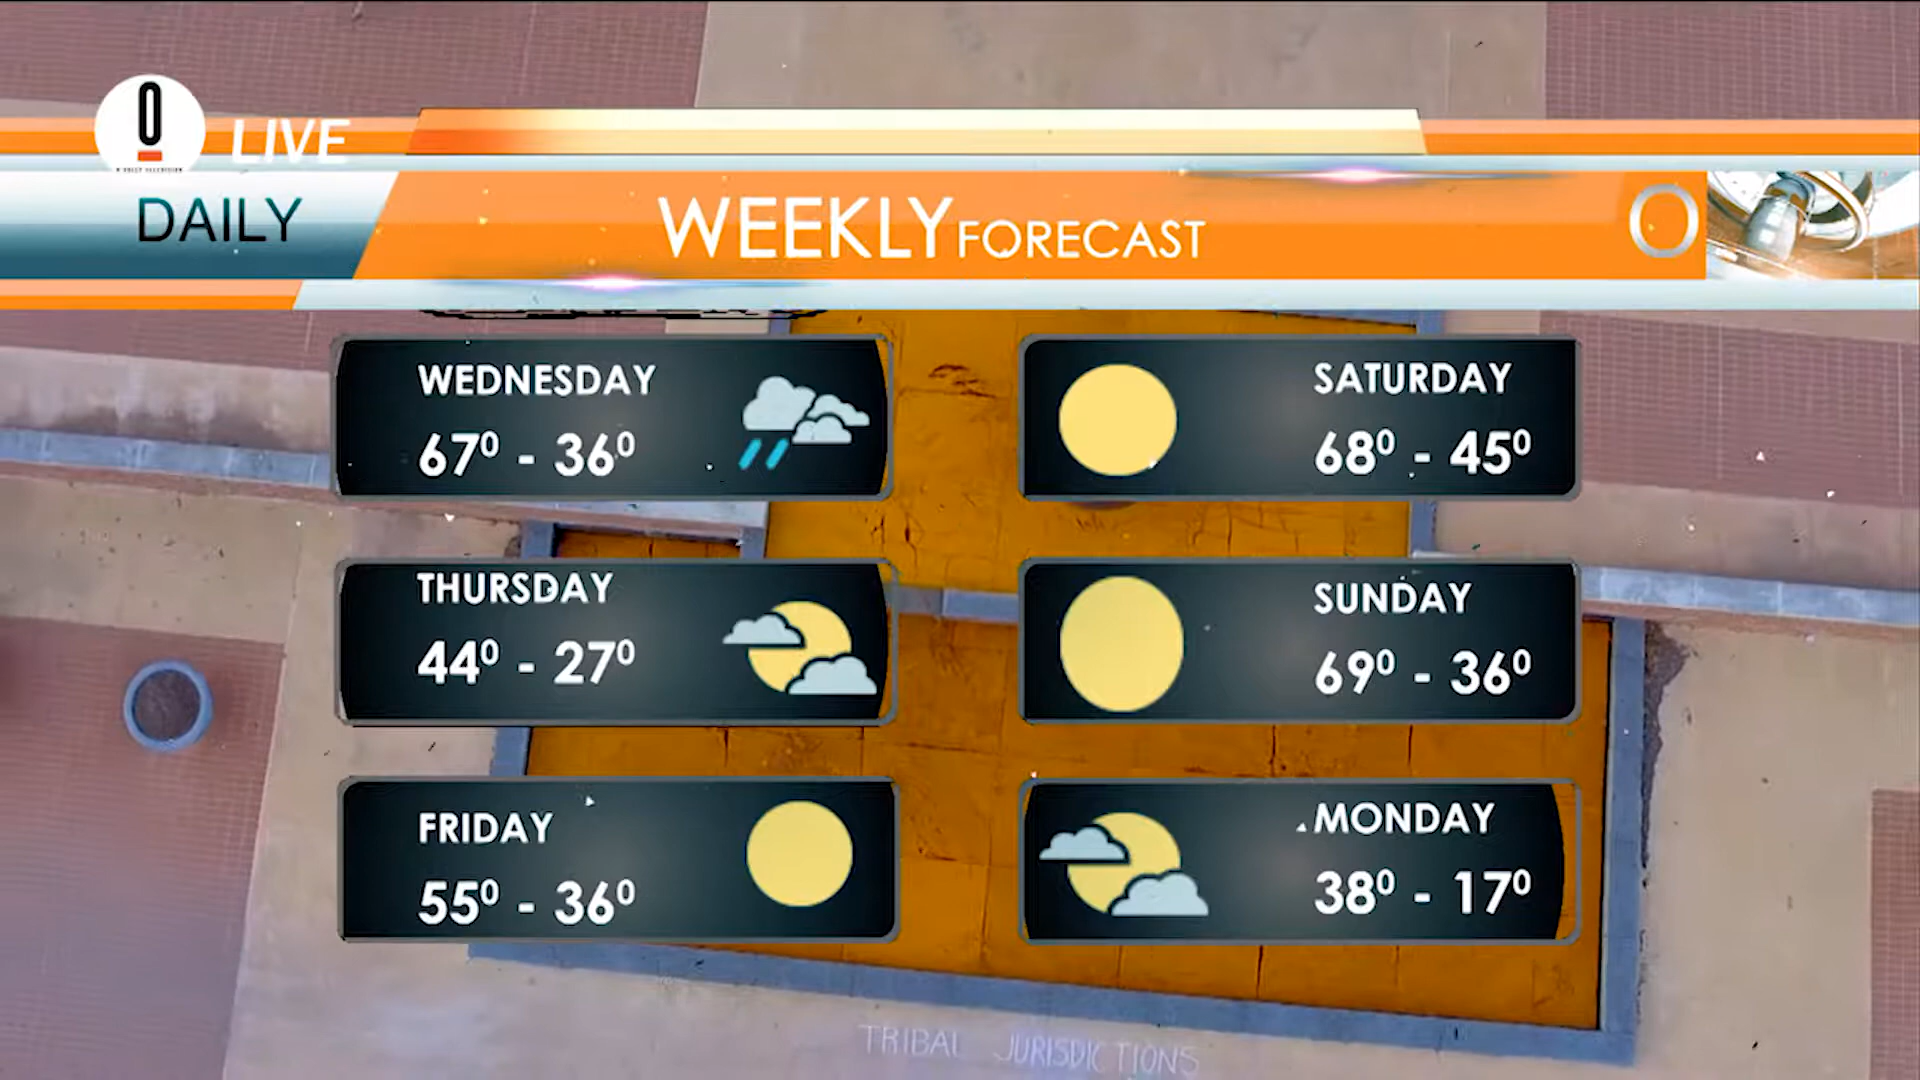 LIVE
DAILY
WEEKLY FORECAST
O
WEDNESDAY
67⁰ - 36⁰
THURSDAY
44⁰ - 27⁰
FRIDAY
55⁰ - 36⁰
SATURDAY
68⁰ - 45⁰
SUNDAY
69⁰ - 36⁰
MONDAY
38⁰ - 17⁰
TRIBAL JURISDICTIONS